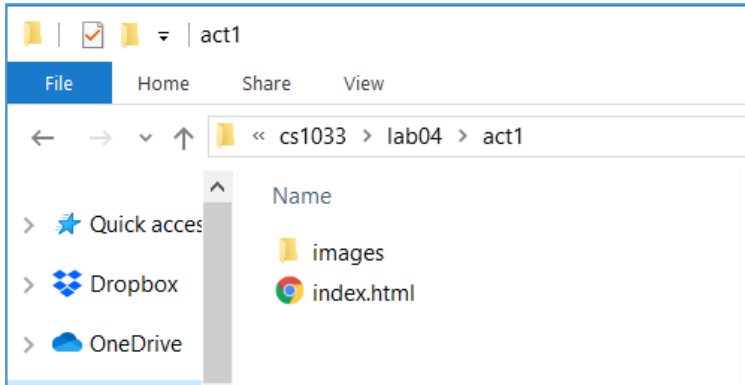 act1
File Home Share View
« cs1033 > lab04 > act1
Name
Quick acces
images
Dropbox
index.html
OneDrive